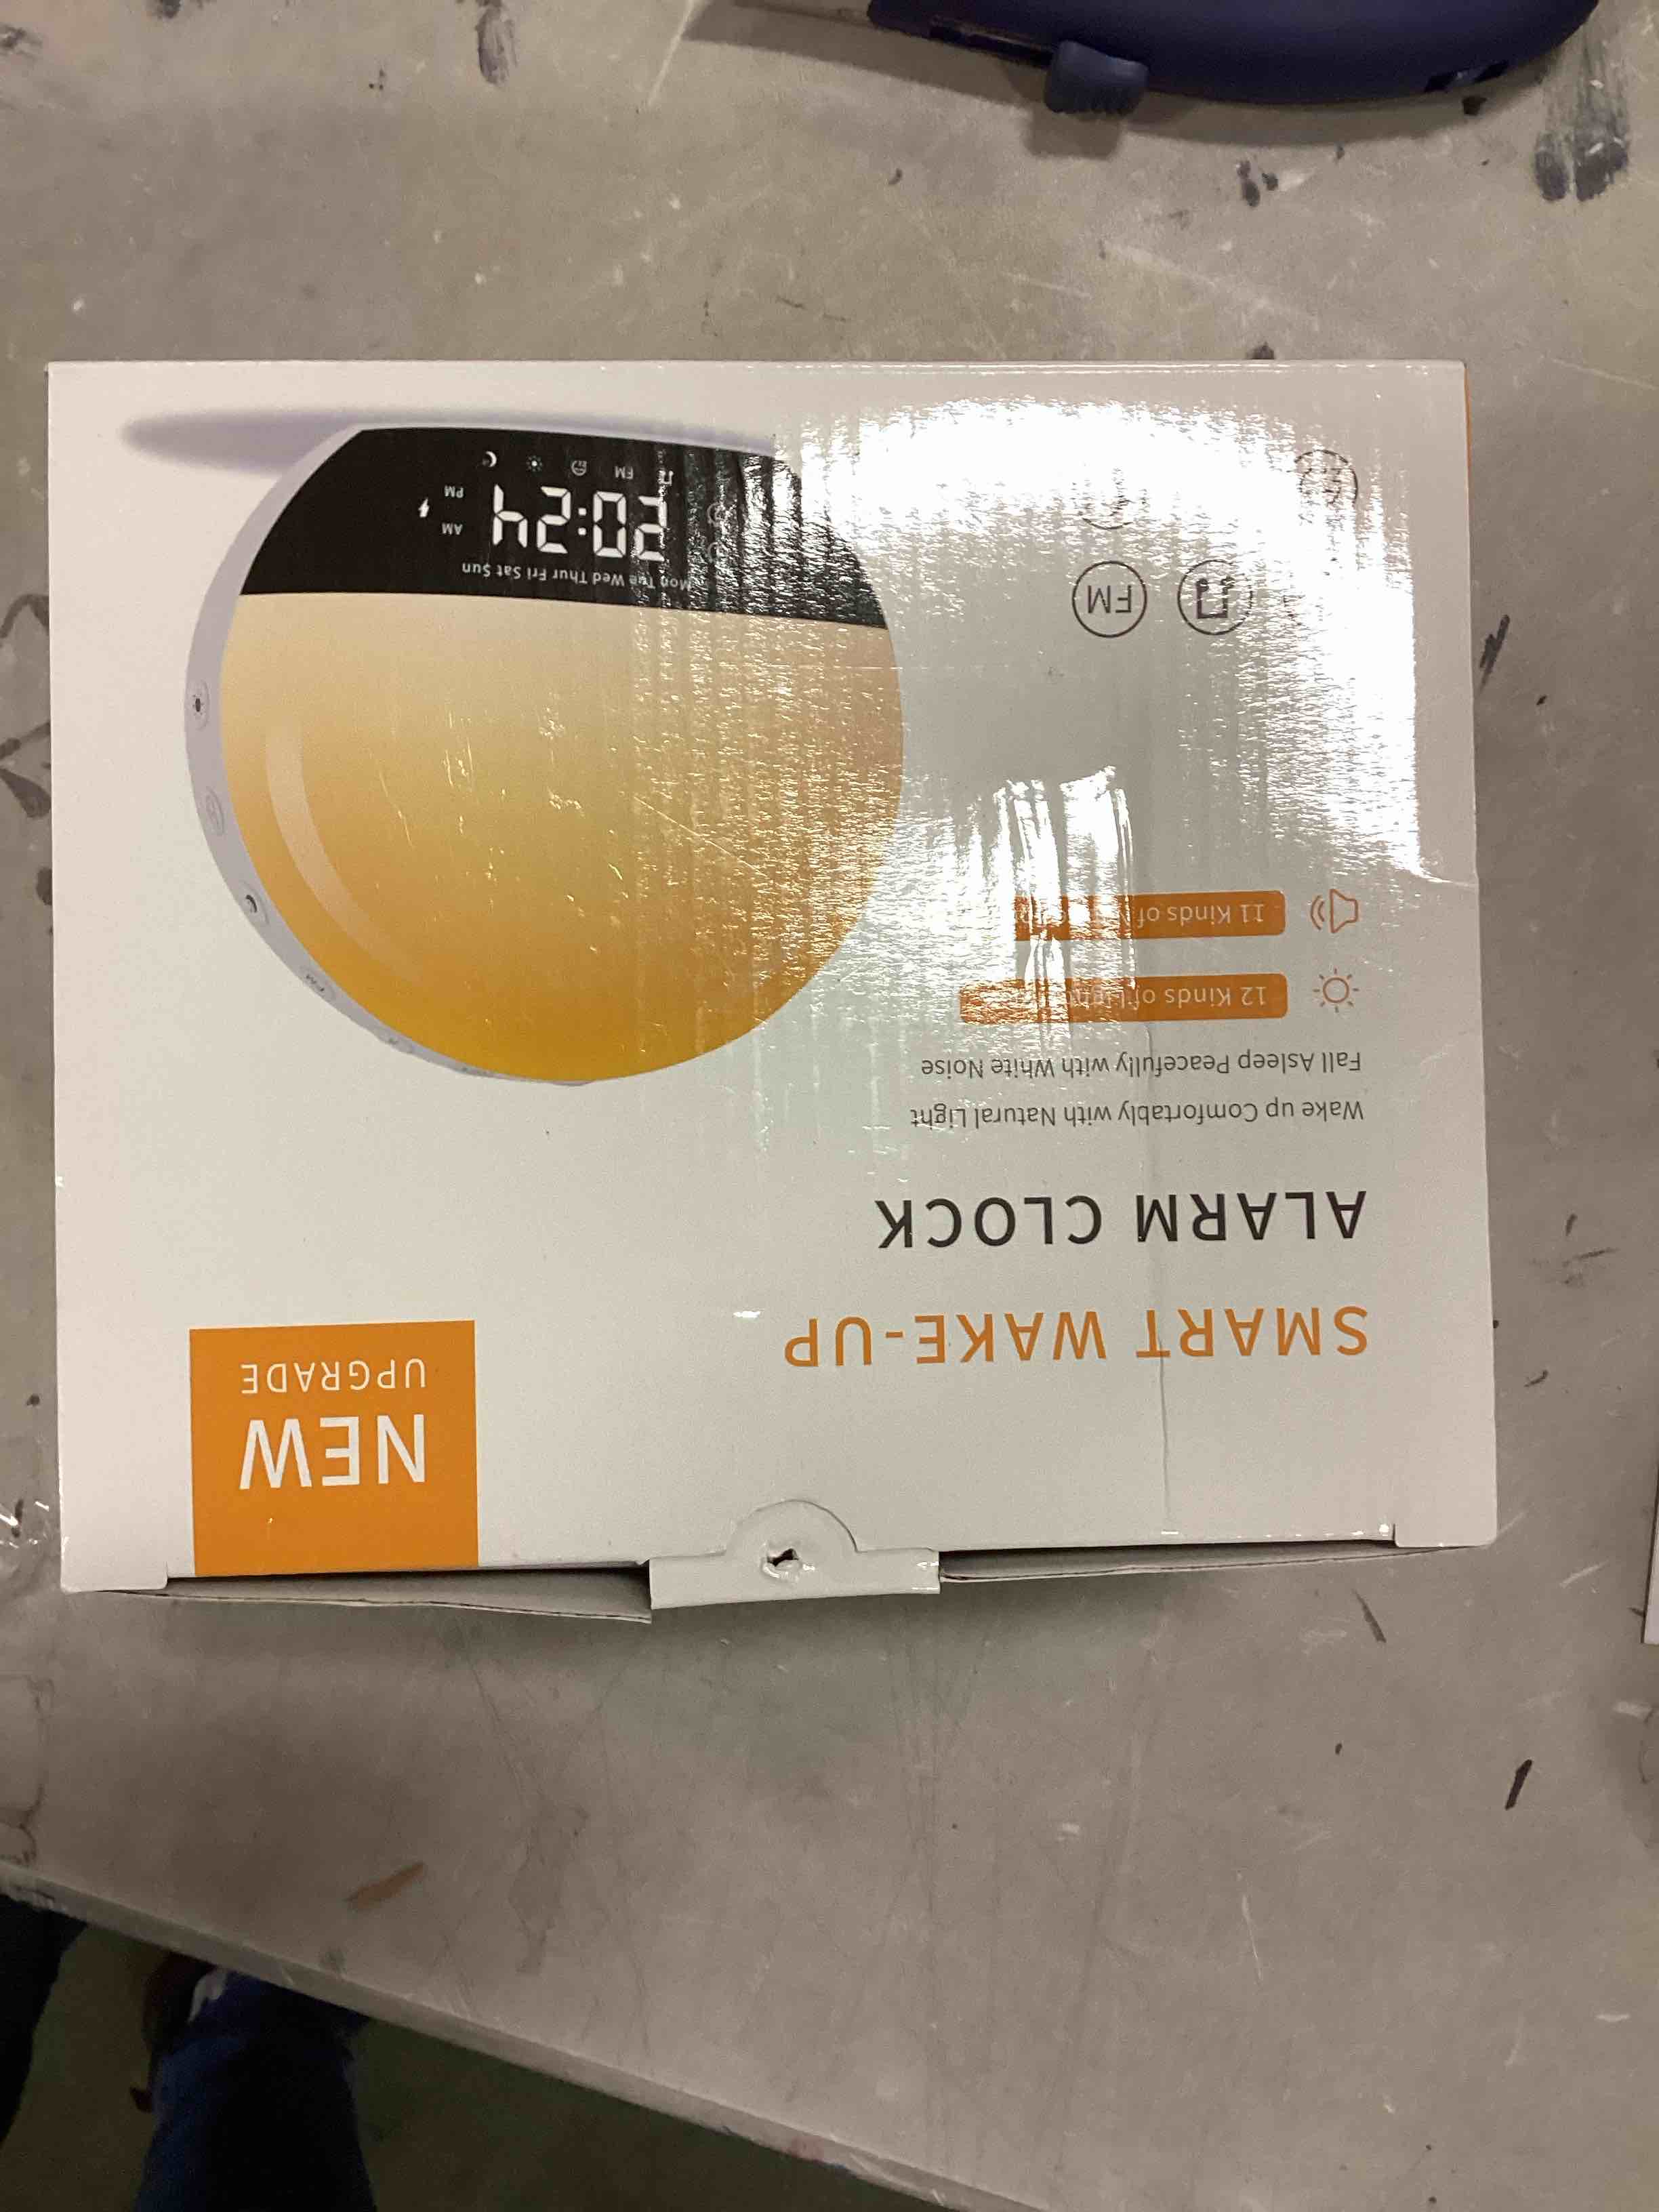 NEW
UPGRADE
SMART WAKE-UP
ALARM CLOCK
Wake up Comfortably with Natural Light
Fall Asleep Peacefully with White Noise
12 Kinds of
11 Kinds of
FM
Mon Tue Wed Thur Fri Sat Sun
20:24
AM
PM
FM